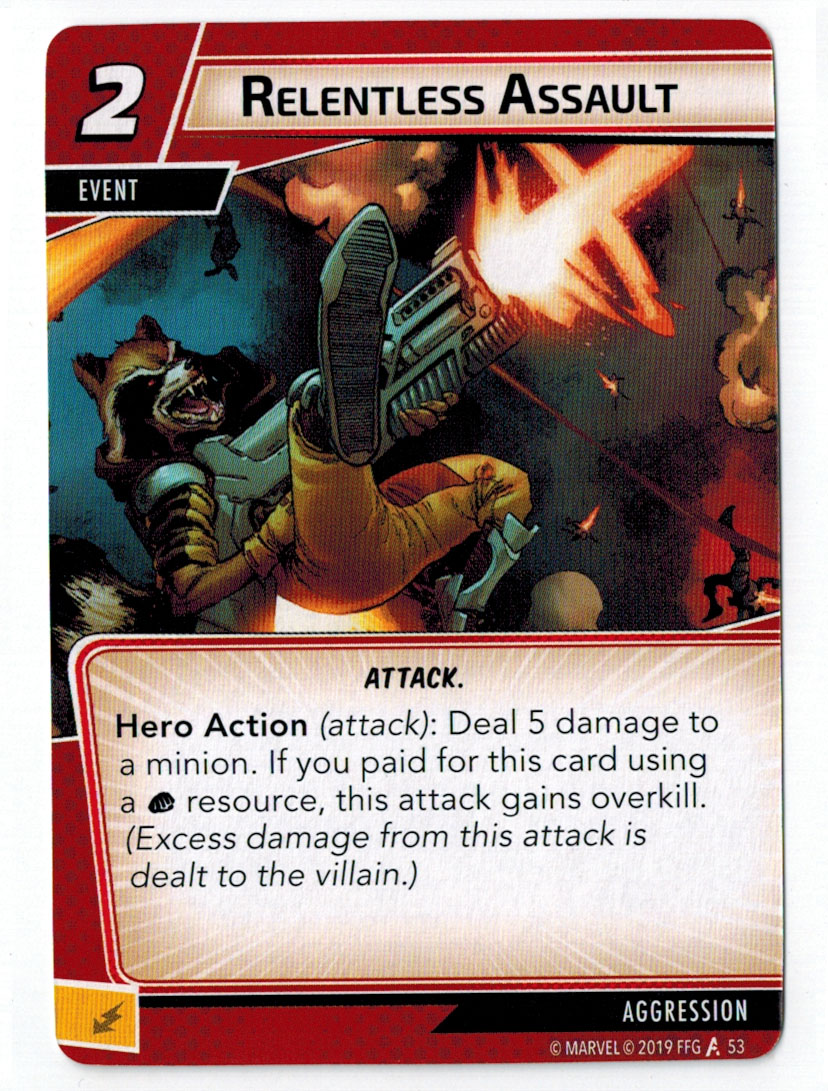 2
RELENTLESS ASSAULT
EVENT
ATTACK.
Hero Action (attack): Deal 5 damage to
a minion. If you paid for this card using
a resource, this attack gains overkill.
(Excess damage from this attack is
dealt to the villain.)
AGGRESSION
© MARVEL © 2019 FFG 53